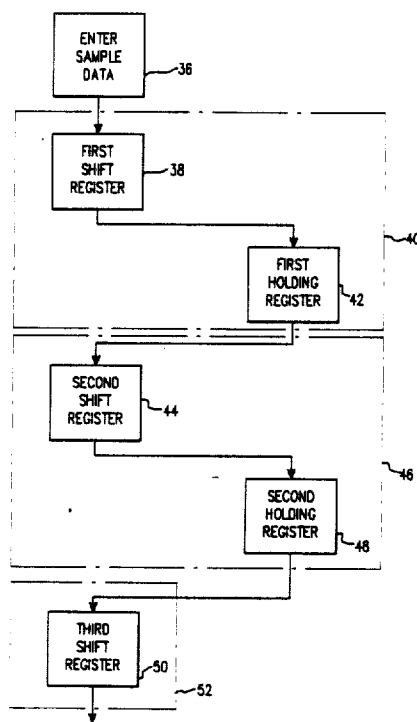 ENTER
SAMPLE
DATA
36
FIRST
SHIFT
REGISTER
38
40
FIRST
HOLDING
REGISTER
42
SECOND
SHIFT
REGISTER
44
46
SECOND
HOLDING
REGISTER
48
THIRD
SHIFT
REGISTER
50
52